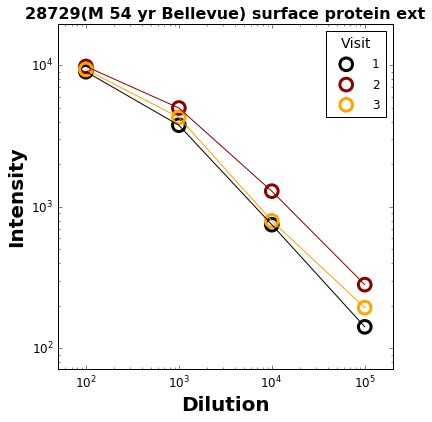 28729(M 54 yr Bellevue) surface protein ext
Visit
1
2
3
Intensity
10^4
10^3
10^2
10^2 10^3 10^4 10^5
Dilution